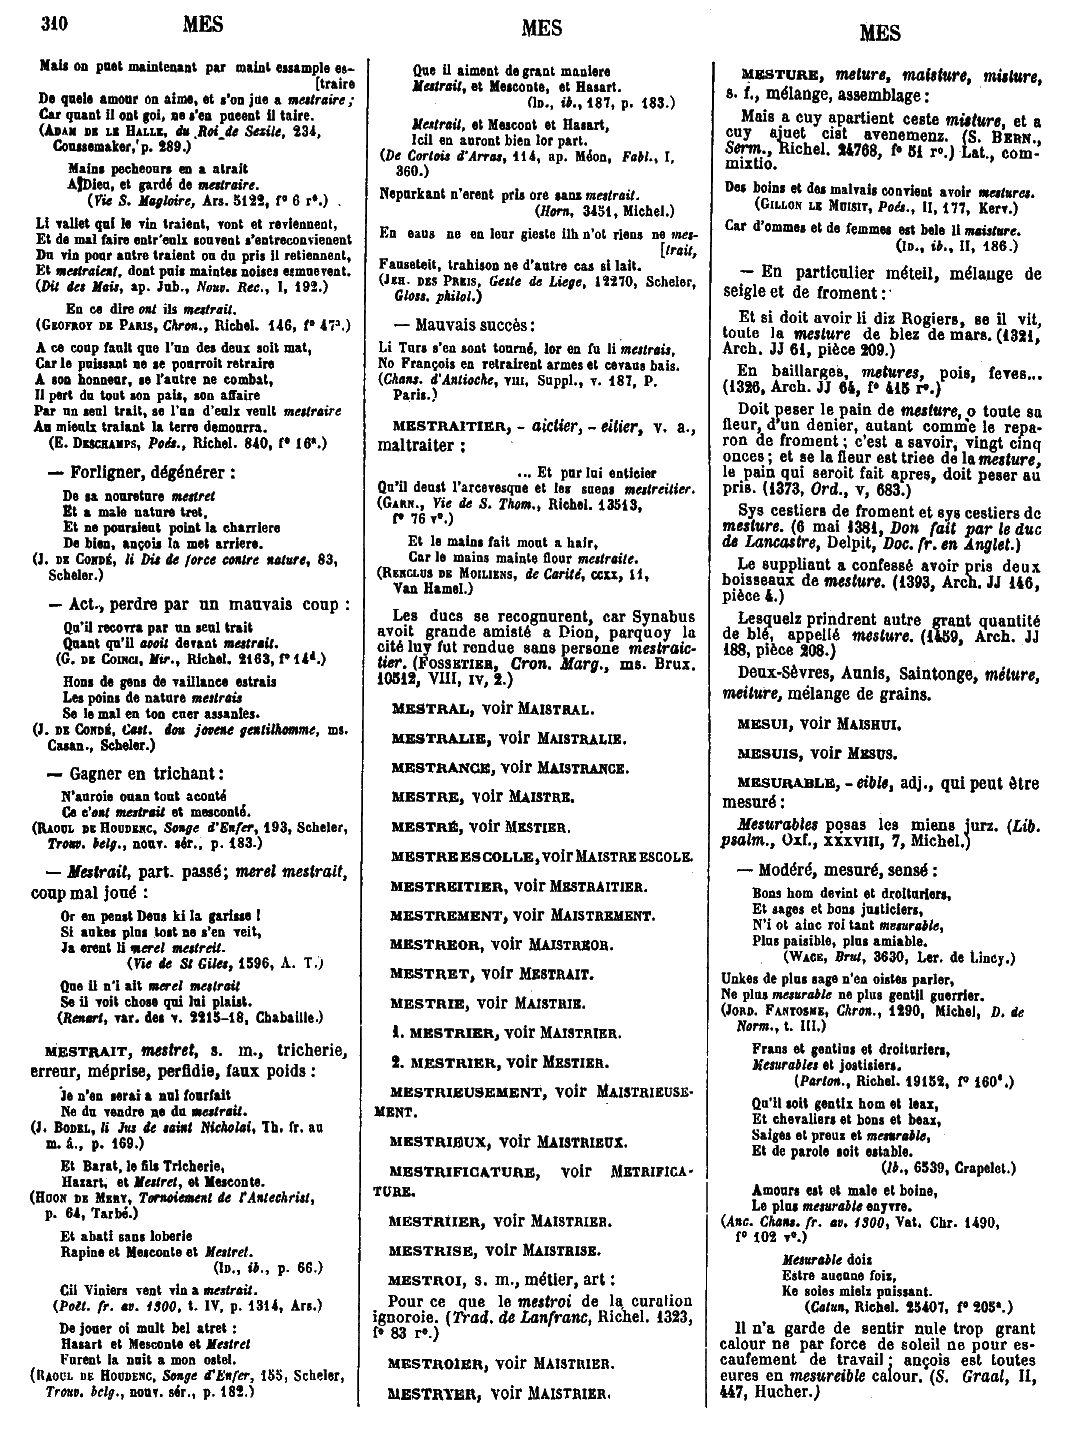 310
MES
MES
MES
Mais on puet maintenant par maint essample es-
[traire
De quele amour on aime, et s'on jue a mestraire;
Car quant il ont goi, ne s'en pueent il taire.
(ADAM DE LE HALLE, du Roi de Sezile, 234,
Coussemaker, p. 289.)
Mains pecheours en a atrait
A Dieu, et gardé de mestraire.
(Vie S. Magloire, Ars. 5122, f° 6 r°.)
Li vallet qui le vin traient, vont et reviennent,
Et de mal faire entr'eulx souvent s'entreconvienent
Du vin pour autre traient ou du pris il retiennent,
Et mestraient, dont puis maintes noises esmuevent.
(Dit des Mais, ap. Jub., Nouv. Rec., I, 192.)
En ce dire ont ils mestrait.
(GEOFROY DE PARIS, Chron., Richel. 146, f° 47ª.)
A ce coup fault que l'un des deux soit mat,
Car le puissant ne se pourroit retraire
A son honneur, se l'autre ne combat,
Il pert du tout son pais, son affaire
Par un seul trait, se l'un d'eulx veult mestraire
Au mieulx traiant la terre demourra.
(E. DESCHAMPS, Poés., Richel. 840, f° 16ª.)
— Forligner, dégénérer :
De sa noureture mestret
Et a male nature tret,
Et ne pouraient point la charriere
De bien, ançois la met arriere.
(J. DE CONDÉ, li Dis de force contre nature, 83,
Scheler.)
— Act., perdre par un mauvais coup :
Qu'il recovra par un seul trait
Quant qu'il avoit devant mestrait.
(G. DE COINCI, Mir., Richel. 2163, f° 14ᵈ.)
Hons de gens de vaillance estrais
Les poins de nature mestrais
Se le mal en ton cuer assanles.
(J. DE CONDÉ, Cast. dou jovene gentilhomme, ms.
Casan., Scheler.)
— Gagner en trichant :
N'auroie ouan tout aconté
Ce c'ont mestrait et mesconté.
(RAOUL DE HOUDENC, Songe d'Enfer, 193, Scheler,
Trouv. belg., nouv. sér., p. 183.)
— Mestrait, part. passé; merel mestrait,
coup mal joué :
Or en penst Deus ki la garisse !
Si aukes plus tost ne s'en veit,
Ja erent li merel mestreit.
(Vie de St Giles, 1596, A. T.)
Que il n'i ait merel mestrait
Se il voit chose qui lui plaist.
(Renart, var. des v. 2215-18, Chabaille.)
MESTRAIT, mestret, s. m., tricherie,
erreur, méprise, perfidie, faux poids :
Je n'en serai a nul fourfait
Ne du vendre ne du mestrait.
(J. BODEL, li Jus de saint Nicholai, Th. fr. au
m. â., p. 169.)
Et Barat, le fils Tricherie,
Hazart, et Mestret, et Mesconte.
(HUON DE MERY, Tornoiement de l'Antechrist,
p. 64, Tarbé.)
Et abati sans loberie
Rapine et Mesconte et Mestret.
(ID., ib., p. 66.)
Cil Viniers vent vin a mestrait.
(Poët. fr. av. 1300, t. IV, p. 1314, Ars.)
De jouer oi mult bel atret :
Hasart et Mesconte et Mestret
Furent la nuit a mon ostel.
(RAOUL DE HOUDENC, Songe d'Enfer, 155, Scheler,
Trouv. belg., nouv. sér., p. 182.)
Que il aiment de grant maniere
Mestrait, et Mesconte, et Hasart.
(ID., ib., 187, p. 183.)
Mestrait, et Mescont et Hasart,
Icil en auront bien lor part.
(De Cortois d'Arras, 114, ap. Méon, Fabl., I,
360.)
Nepurkant n'erent pris ore sanz mestrait.
(Horn, 3451, Michel.)
En eaus ne en leur gieste ilh n'ot riens ne mes-
[trait,
Fauseteit, trahison ne d'autre cas si lait.
(JEH. DES PREIS, Geste de Liege, 12270, Scheler,
Gloss. philol.)
— Mauvais succès :
Li Turs s'en sont tourné, lor en fu li mestrais,
No François en retrairent armes et cevaus bais.
(Chans. d'Antioche, VIII, Suppl., v. 187, P.
Paris.)
MESTRAITIER, - aictier, - eitier, v. a.,
maltraiter :
... Et par lui enticier
Qu'il deust l'arcevesque et les suens mestreitier.
(GARN., Vie de S. Thom., Richel. 13513,
f° 76 v°.)
Et le mains fait mout a hair,
Car le mains mainte flour mestraite.
(RENCLUS DE MOILIENS, de Carité, CCXX, 11,
Van Hamel.)
Les ducs se recognurent, car Synabus
avoit grande amisté a Dion, parquoy la
cité luy fut rendue sans persone mestraic-
tier. (FOSSETIER, Cron. Marg., ms. Brux.
10512, VIII, IV, 2.)
MESTRAL, voir MAISTRAL.
MESTRALIE, voir MAISTRALIE.
MESTRANCE, voir MAISTRANCE.
MESTRE, voir MAISTRE.
MESTRÉ, voir MESTIER.
MESTRE ESCOLLE, voir MAISTRE ESCOLE.
MESTREITIER, voir MESTRAITIER.
MESTREMENT, voir MAISTREMENT.
MESTREOR, voir MAISTREOR.
MESTRET, voir MESTRAIT.
MESTRIE, voir MAISTRIE.
1. MESTRIER, voir MAISTRIER.
2. MESTRIER, voir MESTIER.
MESTRIEUSEMENT, voir MAISTRIEUSE-
MENT.
MESTRIEUX, voir MAISTRIEUX.
MESTRIFICATURE, voir METRIFICA-
TURE.
MESTRIIER, voir MAISTRIER.
MESTRISE, voir MAISTRISE.
MESTROI, s. m., métier, art :
Pour ce que le mestroi de la curation
ignoroie. (Trad. de Lanfranc, Richel. 1323,
f° 83 r°.)
MESTROIER, voir MAISTRIER.
MESTRYER, voir MAISTRIER.
MESTURE, meture, maisture, misture,
s. f., mélange, assemblage :
Mais a cuy apartient ceste misture, et a
cuy ajuet cist avenemenz. (S. BERN.,
Serm., Richel. 24768, f° 51 r°.) Lat., com-
mixtio.
Des boins et des malvais convient avoir mestures.
(GILLON LE MUISIT, Poés., II, 177, Kerv.)
Car d'ommes et de femmes est bele li maisture.
(ID., ib., II, 186.)
— En particulier méteil, mélange de
seigle et de froment :
Et si doit avoir li diz Rogiers, se il vit,
toute la mesture de blez de mars. (1321,
Arch. JJ 61, pièce 209.)
En baillarges, metures, pois, feves...
(1326, Arch. JJ 64, f° 415 r°.)
Doit peser le pain de mesture, o toute sa
fleur, d'un denier, autant comme le repa-
ron de froment ; c'est a savoir, vingt cinq
onces ; et se la fleur est triee de la mesture,
le pain qui seroit fait apres, doit peser au
pris. (1373, Ord., V, 683.)
Sys cestiers de froment et sys cestiers de
mesture. (6 mai 1381, Don fait par le duc
de Lancastre, Delpit, Doc. fr. en Anglet.)
Le suppliant a confessé avoir pris deux
boisseaux de mesture. (1393, Arch. JJ 146,
pièce 4.)
Lesquelz prindrent autre grant quantité
de blé, appellé mesture. (1459, Arch. JJ
188, pièce 208.)
Deux-Sèvres, Aunis, Saintonge, méture,
meiture, mélange de grains.
MESUI, voir MAISHUI.
MESUIS, voir MESUS.
MESURABLE, - eible, adj., qui peut être
mesuré :
Mesurables posas les miens jurz. (Lib.
psalm., Oxf., XXXVIII, 7, Michel.)
— Modéré, mesuré, sensé :
Bons hom devint et droituriers,
Et sages et bons justiciers,
N'i ot ainc roi tant mesurable,
Plus paisible, plus amiable.
(WACE, Brut, 3630, Ler. de Lincy.)
Unkes de plus sage n'en oistes parler,
Ne plus mesurable ne plus gentil guerrier.
(JORD. FANTOSME, Chron., 1290, Michel, D. de
Norm., t. III.)
Frans et gentius et droituriers,
Mesurables et jostisiers.
(Parton., Richel. 19152, f° 160ᵉ.)
Qu'il soit gentix hom et leax,
Et chevaliers et bons et beax,
Saiges et preux et mesurable,
Et de parole soit estable.
(Ib., 6539, Crapelet.)
Amours est et male et boine,
Le plus mesurable enyvre.
(Anc. Chans. fr. av. 1300, Vat. Chr. 1490,
f° 102 v°.)
Mesurable doiz
Estre aucune foiz,
Ke soies mielz puissant.
(Catun, Richel. 25407, f° 205ª.)
Il n'a garde de sentir nule trop grant
calour ne par force de soleil ne pour es-
caufement de travail ; ançois est toutes
eures en mesureible calour. (S. Graal, II,
447, Hucher.)